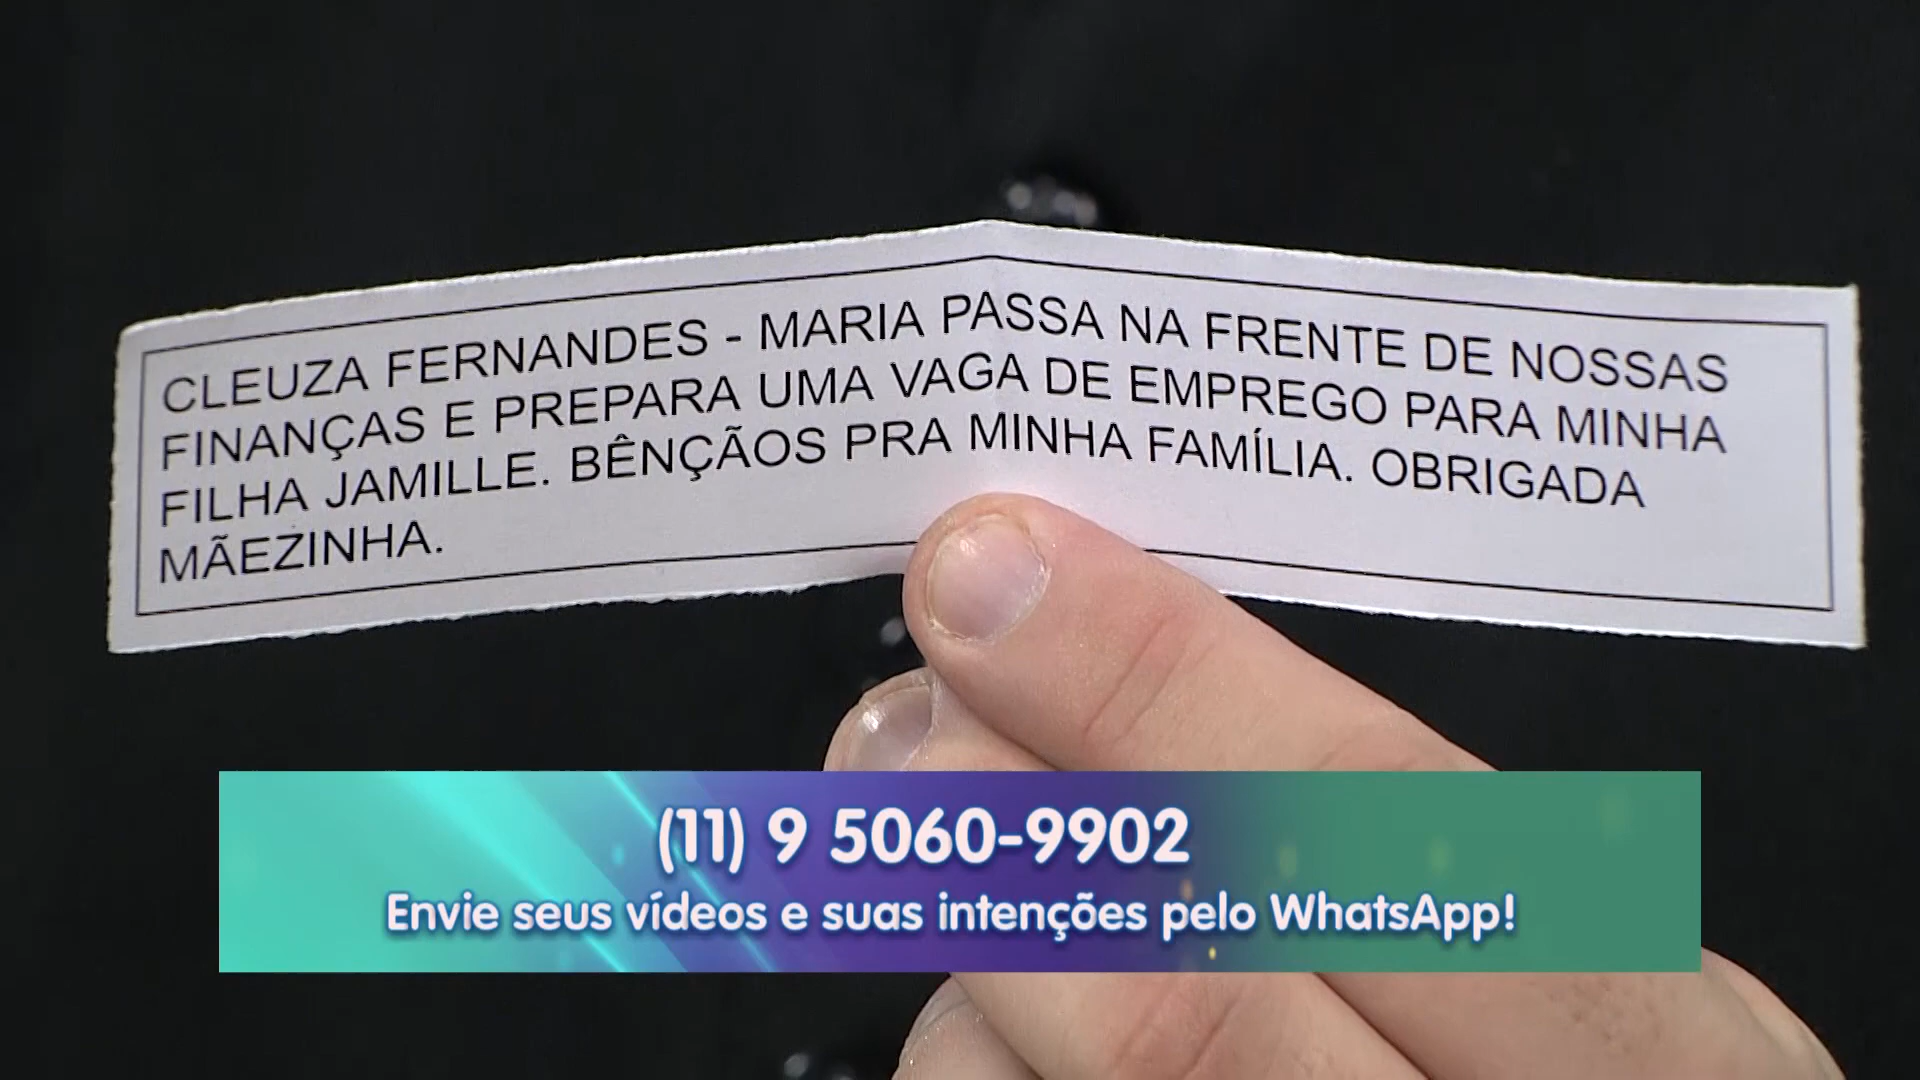 CLEUZA FERNANDES - MARIA PASSA NA FRENTE DE NOSSAS
FINANÇAS E PREPARA UMA VAGA DE EMPREGO PARA MINHA
FILHA JAMILLE. BÊNÇÃOS PRA MINHA FAMÍLIA. OBRIGADA
MÃEZINHA.
(11) 9 5060-9902
Envie seus vídeos e suas intenções pelo WhatsApp!